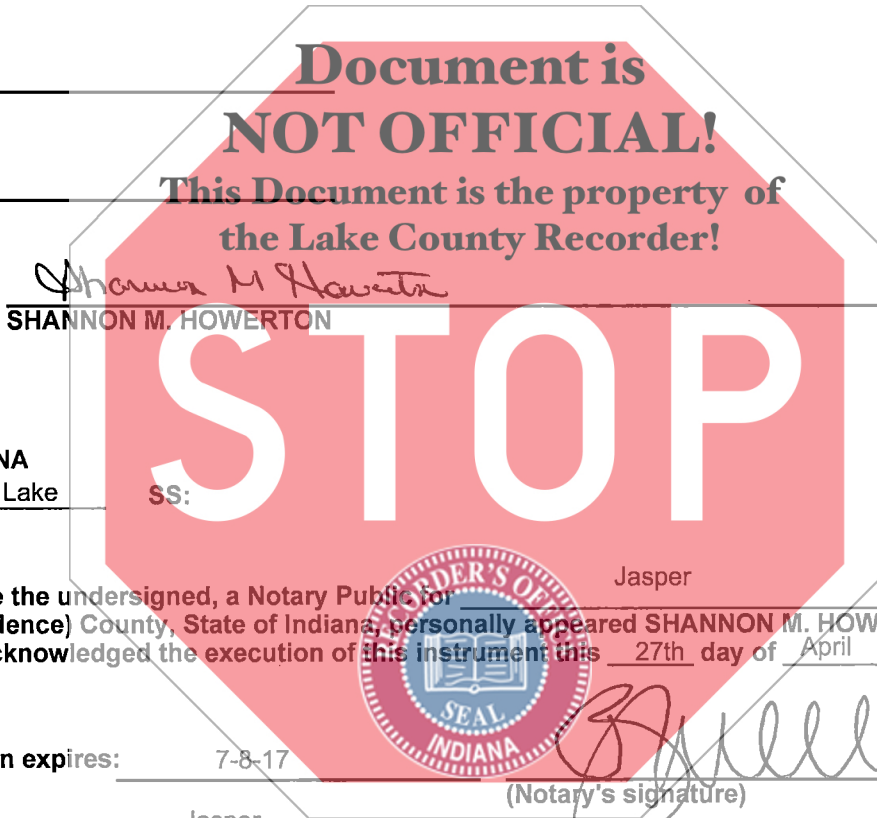 Document is
NOT OFFICIAL!
This Document is the property of
the Lake County Recorder!
Shannon M Howerton
SHANNON M. HOWERTON
STOP
NA
Lake SS:
e the undersigned, a Notary Public for Jasper
dence) County, State of Indiana, personally appeared SHANNON M. HOW
cknowledged the execution of this instrument this 27th day of April
RECORDER'S OFFICE
SEAL
INDIANA
n expires: 7-8-17
(Notary's signature)
Jasper